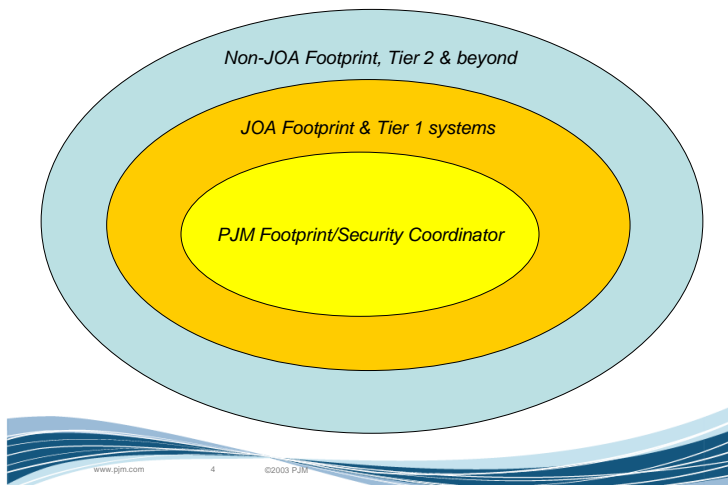 Non-JOA Footprint, Tier 2 & beyond
JOA Footprint & Tier 1 systems
PJM Footprint/Security Coordinator
www.pjm.com 4 ©2003 PJM